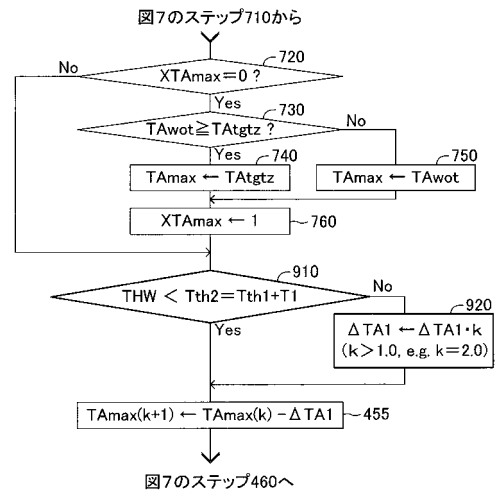 図7のステップ710から
720
No
XTAmax=0 ?
Yes
730
No
TAwot≧TAtgtz ?
Yes
740
750
TAmax ← TAtgtz
TAmax ← TAwot
XTAmax ← 1
760
910
No
THW < Tth2=Tth1+T1
920
Yes
ΔTA1 ← ΔTA1·k
(k>1.0, e.g. k=2.0)
TAmax(k+1) ← TAmax(k) -ΔTA1
455
図7のステップ460へ